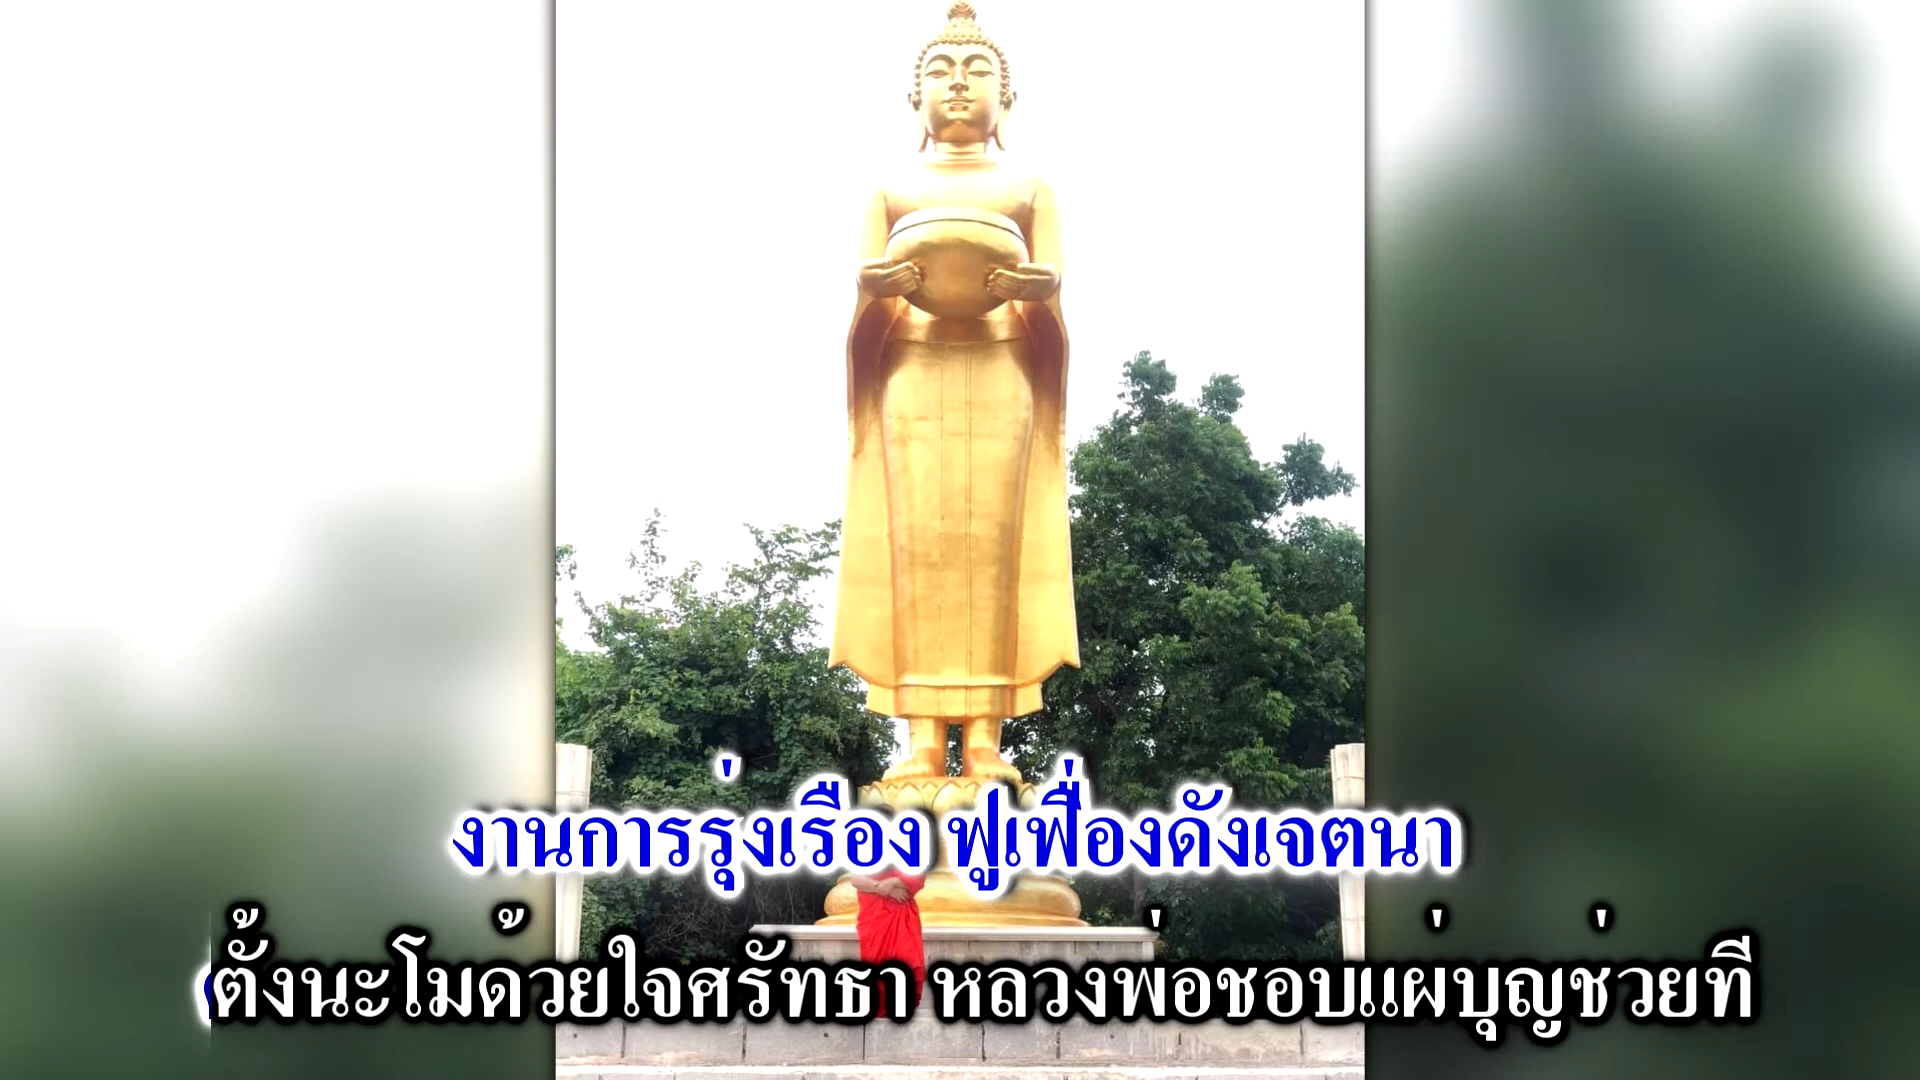 งานการรุ่งเรือง ฟูเฟื่องดังเจตนา
ตั้งนะโมด้วยใจศรัทธา หลวงพ่อชอบแผ่บุญช่วยที